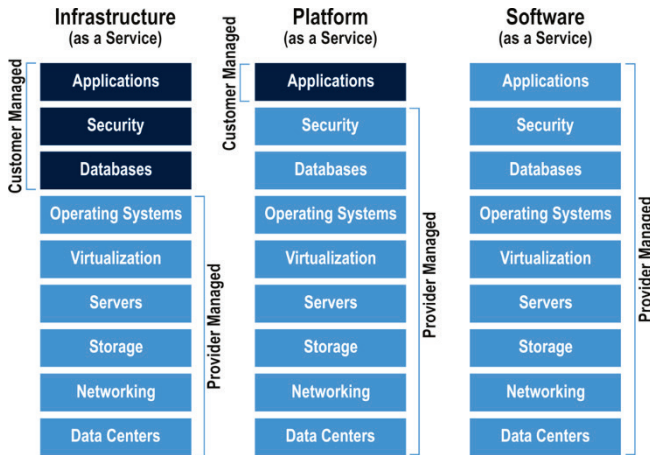 Infrastructure
(as a Service)
Customer Managed
Applications
Security
Databases
Operating Systems
Virtualization
Servers
Storage
Networking
Data Centers
Provider Managed
Platform
(as a Service)
Customer Managed
Applications
Security
Databases
Operating Systems
Virtualization
Servers
Storage
Networking
Data Centers
Provider Managed
Software
(as a Service)
Applications
Security
Databases
Operating Systems
Virtualization
Servers
Storage
Networking
Data Centers
Provider Managed